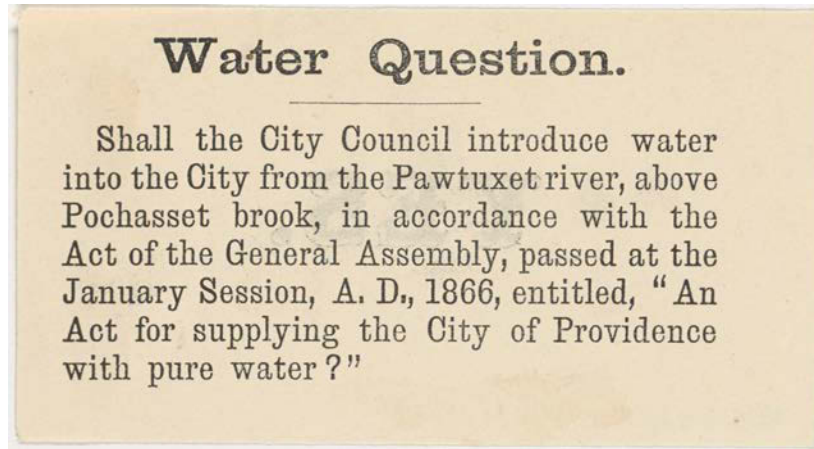 Water Question.
Shall the City Council introduce water
into the City from the Pawtuxet river, above
Pochasset brook, in accordance with the
Act of the General Assembly, passed at the
January Session, A. D., 1866, entitled, “An
Act for supplying the City of Providence
with pure water?”